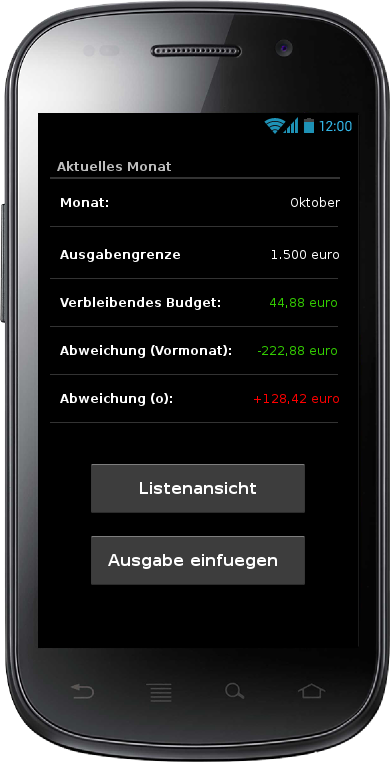 12:00
Aktuelles Monat
Monat: Oktober
Ausgabengrenze 1.500 euro
Verbleibendes Budget: 44,88 euro
Abweichung (Vormonat): -222,88 euro
Abweichung (o): +128,42 euro
Listenansicht
Ausgabe einfuegen